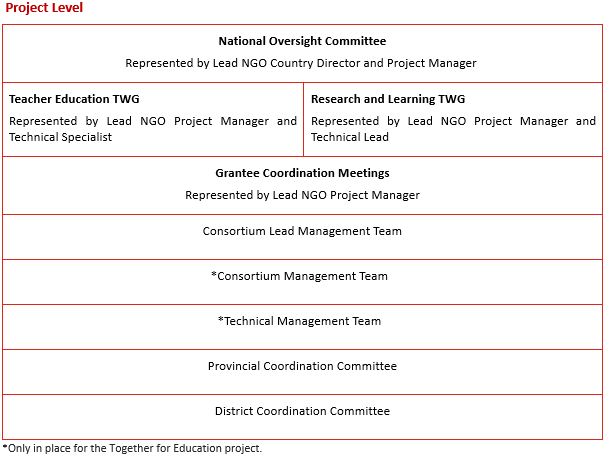 Project Level
National Oversight Committee
Represented by Lead NGO Country Director and Project Manager
Teacher Education TWG
Represented by Lead NGO Project Manager and
Technical Specialist
Research and Learning TWG
Represented by Lead NGO Project Manager and
Technical Lead
Grantee Coordination Meetings
Represented by Lead NGO Project Manager
Consortium Lead Management Team
*Consortium Management Team
*Technical Management Team
Provincial Coordination Committee
District Coordination Committee
*Only in place for the Together for Education project.